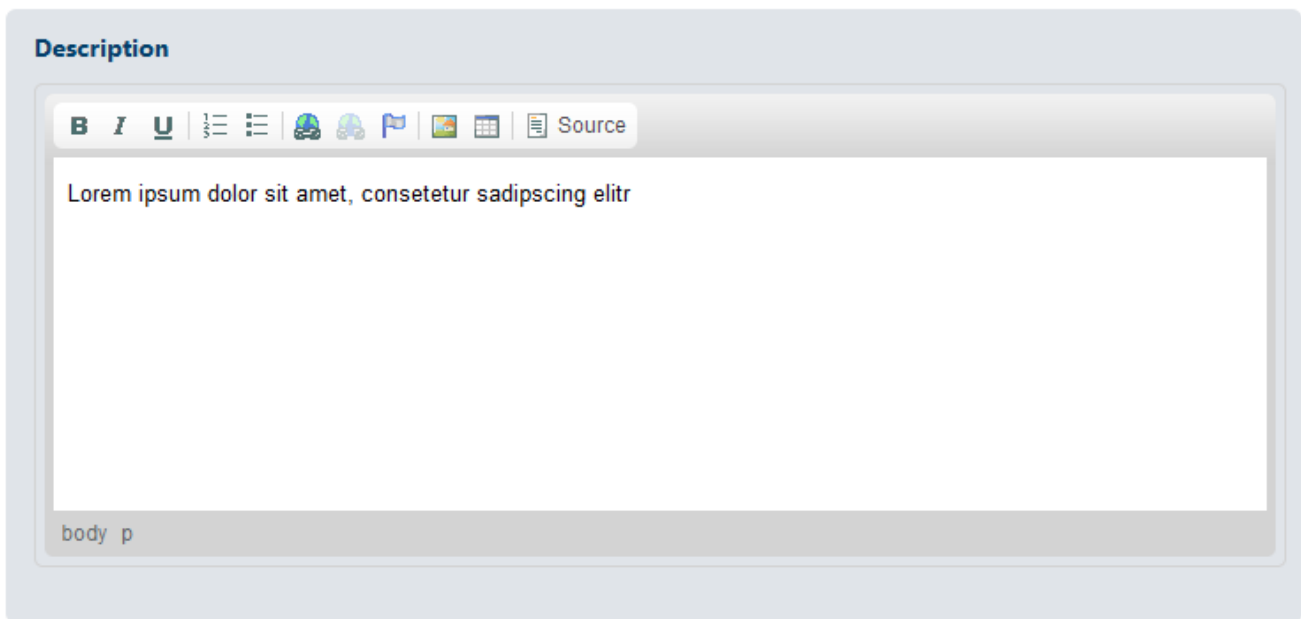 Description
B I U Source
Lorem ipsum dolor sit amet, consetetur sadipscing elitr
body p